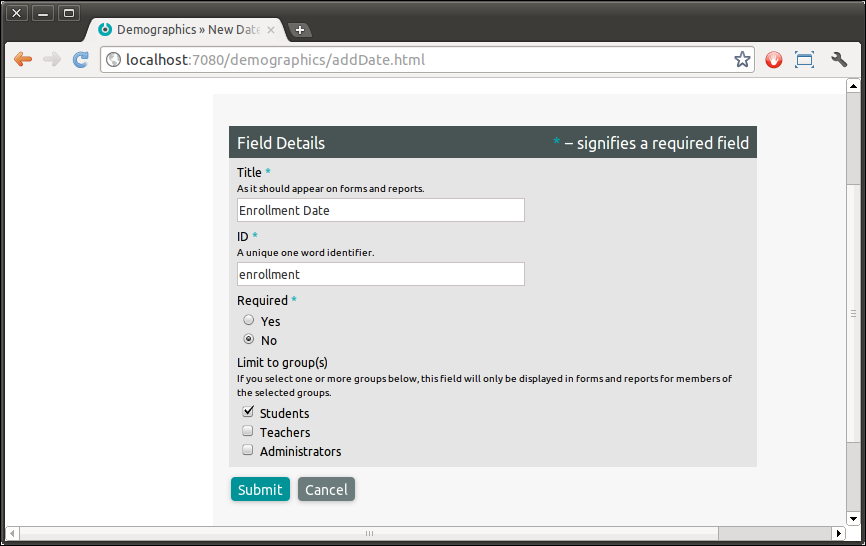 Demographics » New Date
localhost:7080/demographics/addDate.html
Field Details
* – signifies a required field
Title *
As it should appear on forms and reports.
Enrollment Date
ID *
A unique one word identifier.
enrollment
Required *
Yes
No
Limit to group(s)
If you select one or more groups below, this field will only be displayed in forms and reports for members of
the selected groups.
Students
Teachers
Administrators
Submit Cancel